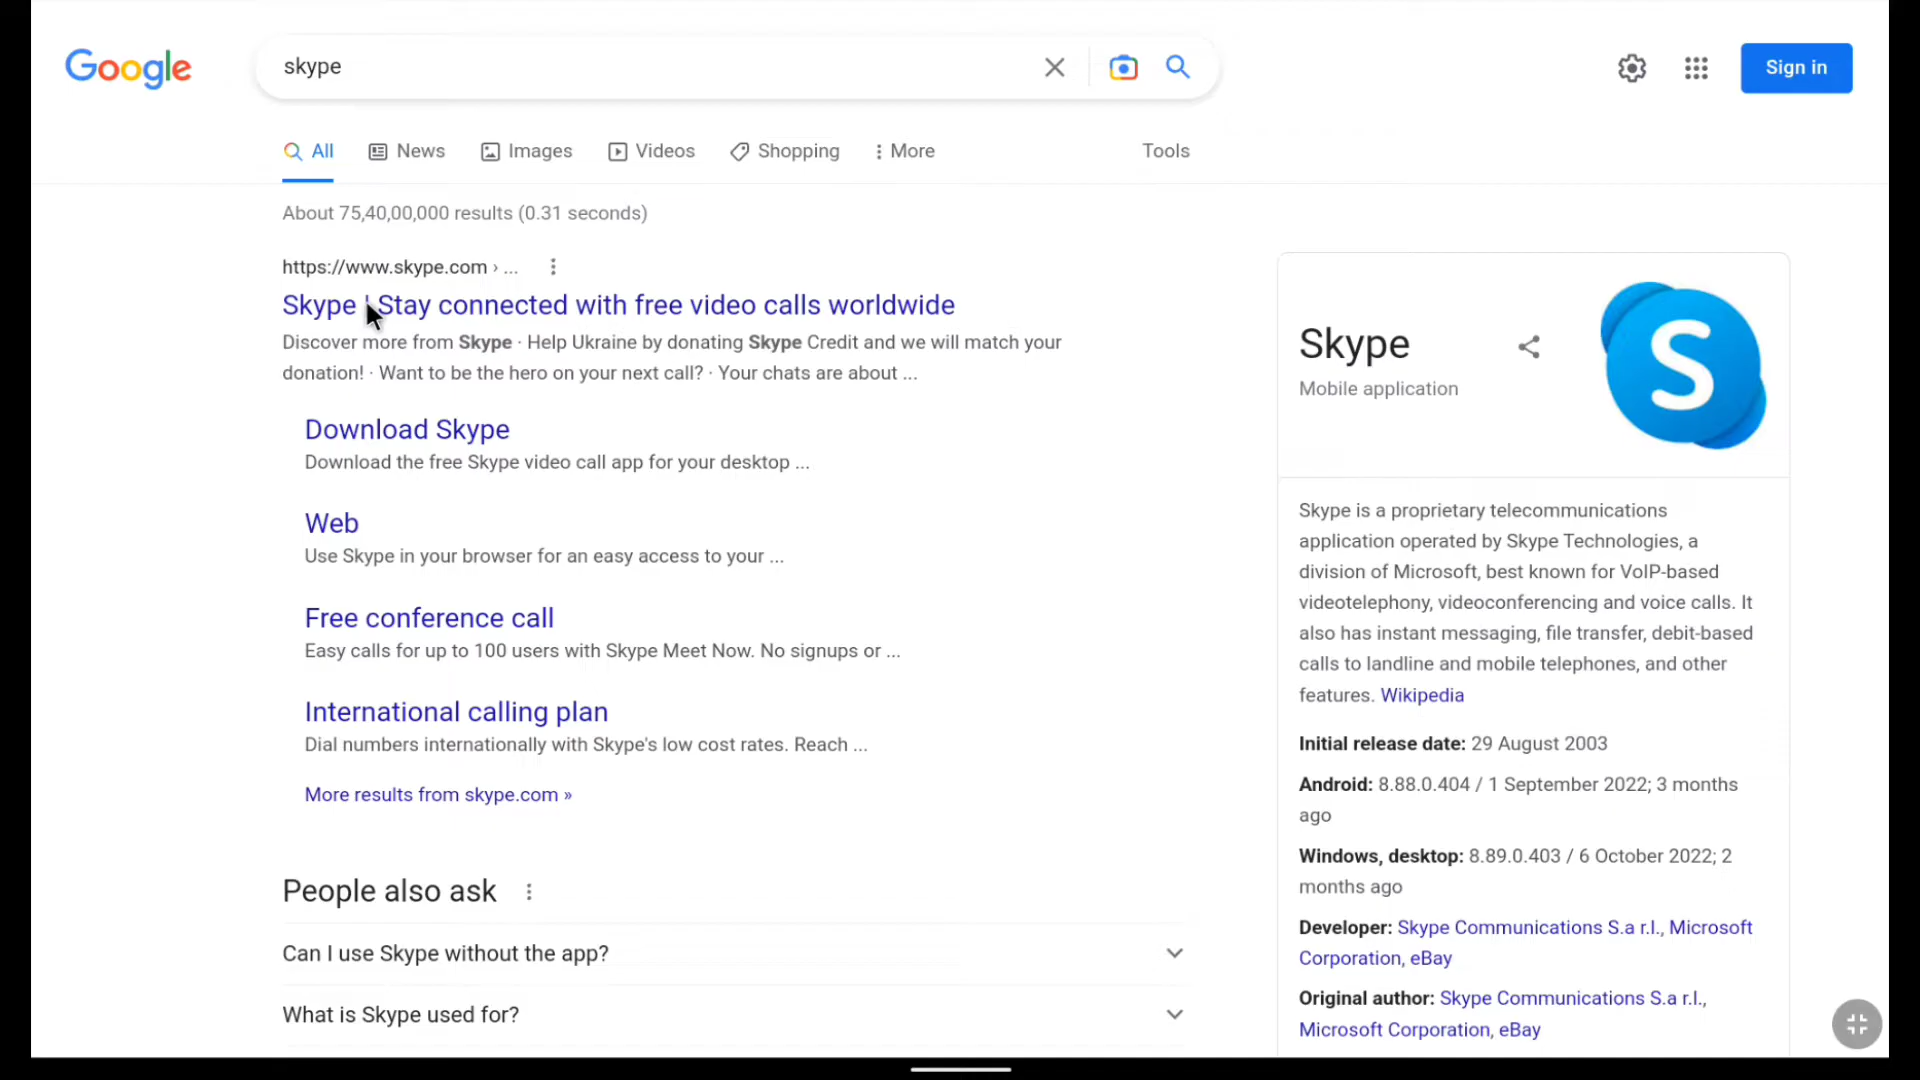 Google
skype
Sign in
All
News
Images
Videos
Shopping
More
Tools
About 75,40,00,000 results (0.31 seconds)
https://www.skype.com › ...
Skype | Stay connected with free video calls worldwide
Discover more from Skype · Help Ukraine by donating Skype Credit and we will match your
donation! · Want to be the hero on your next call? · Your chats are about ...
Download Skype
Download the free Skype video call app for your desktop ...
Web
Use Skype in your browser for an easy access to your ...
Free conference call
Easy calls for up to 100 users with Skype Meet Now. No signups or ...
International calling plan
Dial numbers internationally with Skype's low cost rates. Reach ...
More results from skype.com »
People also ask
Can I use Skype without the app?
What is Skype used for?
Skype
Mobile application
S
Skype is a proprietary telecommunications
application operated by Skype Technologies, a
division of Microsoft, best known for VoIP-based
videotelephony, videoconferencing and voice calls. It
also has instant messaging, file transfer, debit-based
calls to landline and mobile telephones, and other
features. Wikipedia
Initial release date: 29 August 2003
Android: 8.88.0.404 / 1 September 2022; 3 months
ago
Windows, desktop: 8.89.0.403 / 6 October 2022; 2
months ago
Developer: Skype Communications S.a r.l., Microsoft
Corporation, eBay
Original author: Skype Communications S.a r.l.,
Microsoft Corporation, eBay